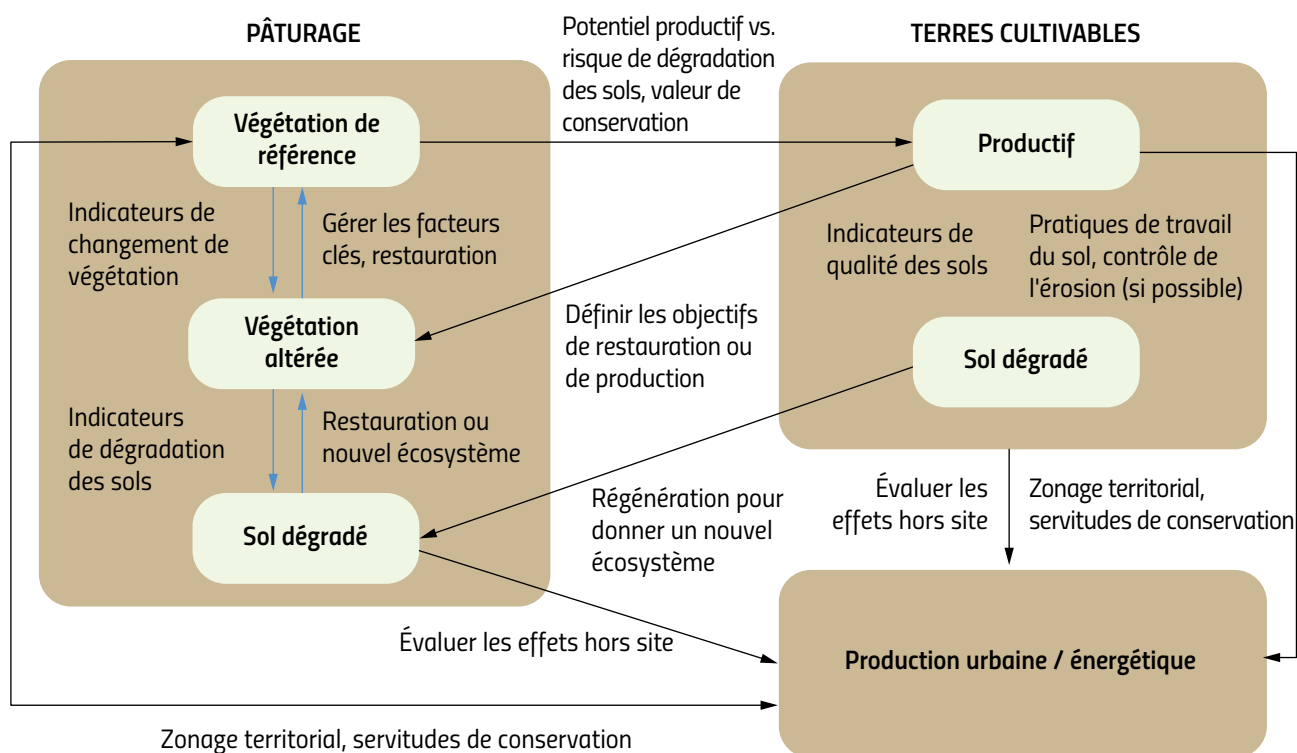 PÂTURAGE
Potentiel productif vs.
risque de dégradation
des sols, valeur de
conservation
TERRES CULTIVABLES
Végétation de
référence
Productif
Indicateurs de
changement de
végétation
Gérer les facteurs
clés, restauration
Indicateurs de
qualité des sols
Pratiques de travail
du sol, contrôle de
l'érosion (si possible)
Végétation
altérée
Définir les objectifs
de restauration ou
de production
Sol dégradé
Indicateurs
de dégradation
des sols
Restauration ou
nouvel écosystème
Régénération pour
donner un nouvel
écosystème
Évaluer les
effets hors site
Zonage territorial,
servitudes de conservation
Sol dégradé
Évaluer les effets hors site
Production urbaine / énergétique
Zonage territorial, servitudes de conservation